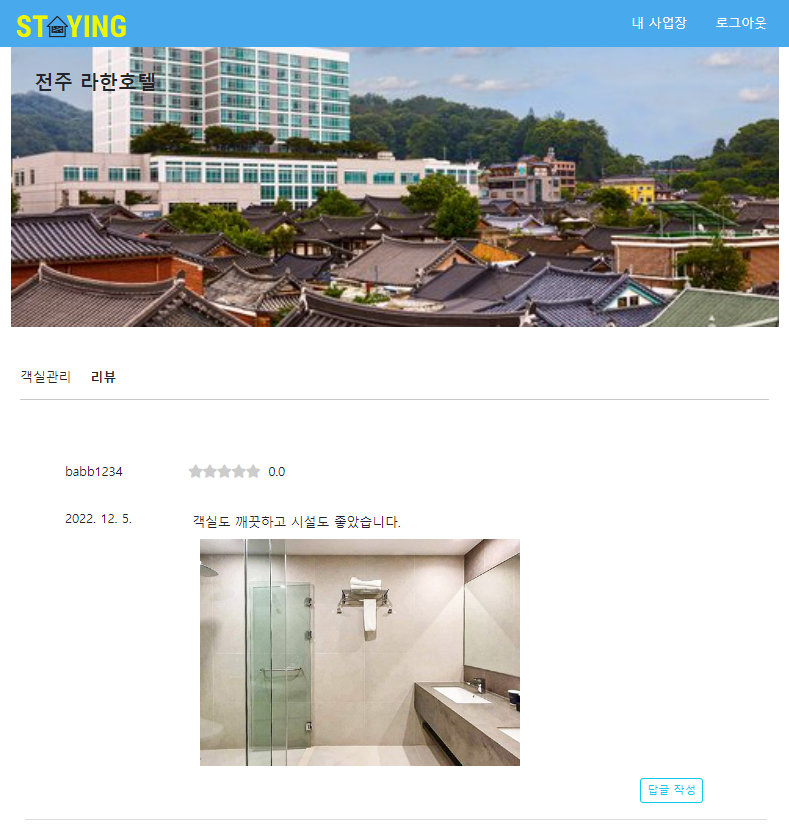 STAYING
내 사업장 로그아웃
전주 라한호텔
객실관리 리뷰
babb1234 0.0
2022. 12. 5. 객실도 깨끗하고 시설도 좋았습니다.
답글 작성